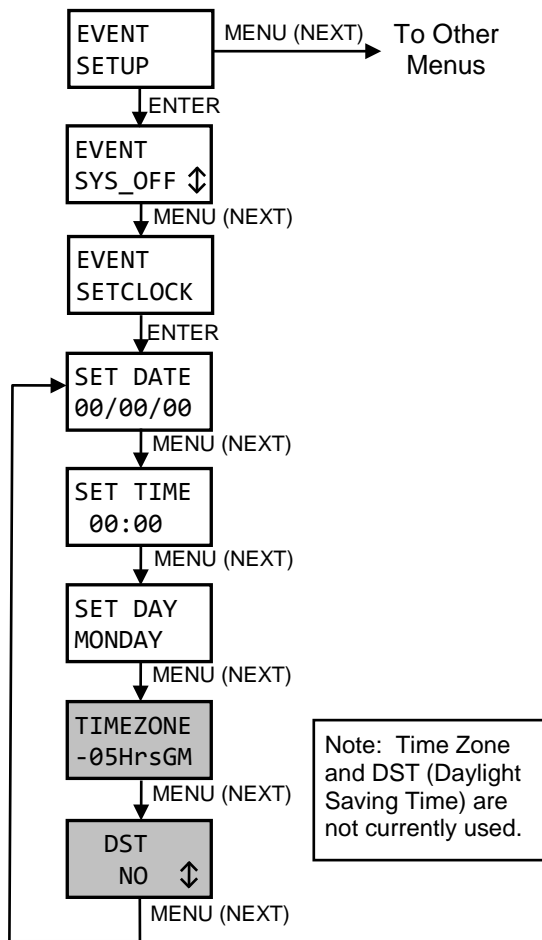 EVENT
SETUP
MENU (NEXT)
To Other
Menus
ENTER
EVENT
SYS_OFF ↕
MENU (NEXT)
EVENT
SETCLOCK
ENTER
SET DATE
00/00/00
MENU (NEXT)
SET TIME
00:00
MENU (NEXT)
SET DAY
MONDAY
MENU (NEXT)
TIMEZONE
-05HrsGM
MENU (NEXT)
DST
NO ↕
MENU (NEXT)
Note: Time Zone
and DST (Daylight
Saving Time) are
not currently used.